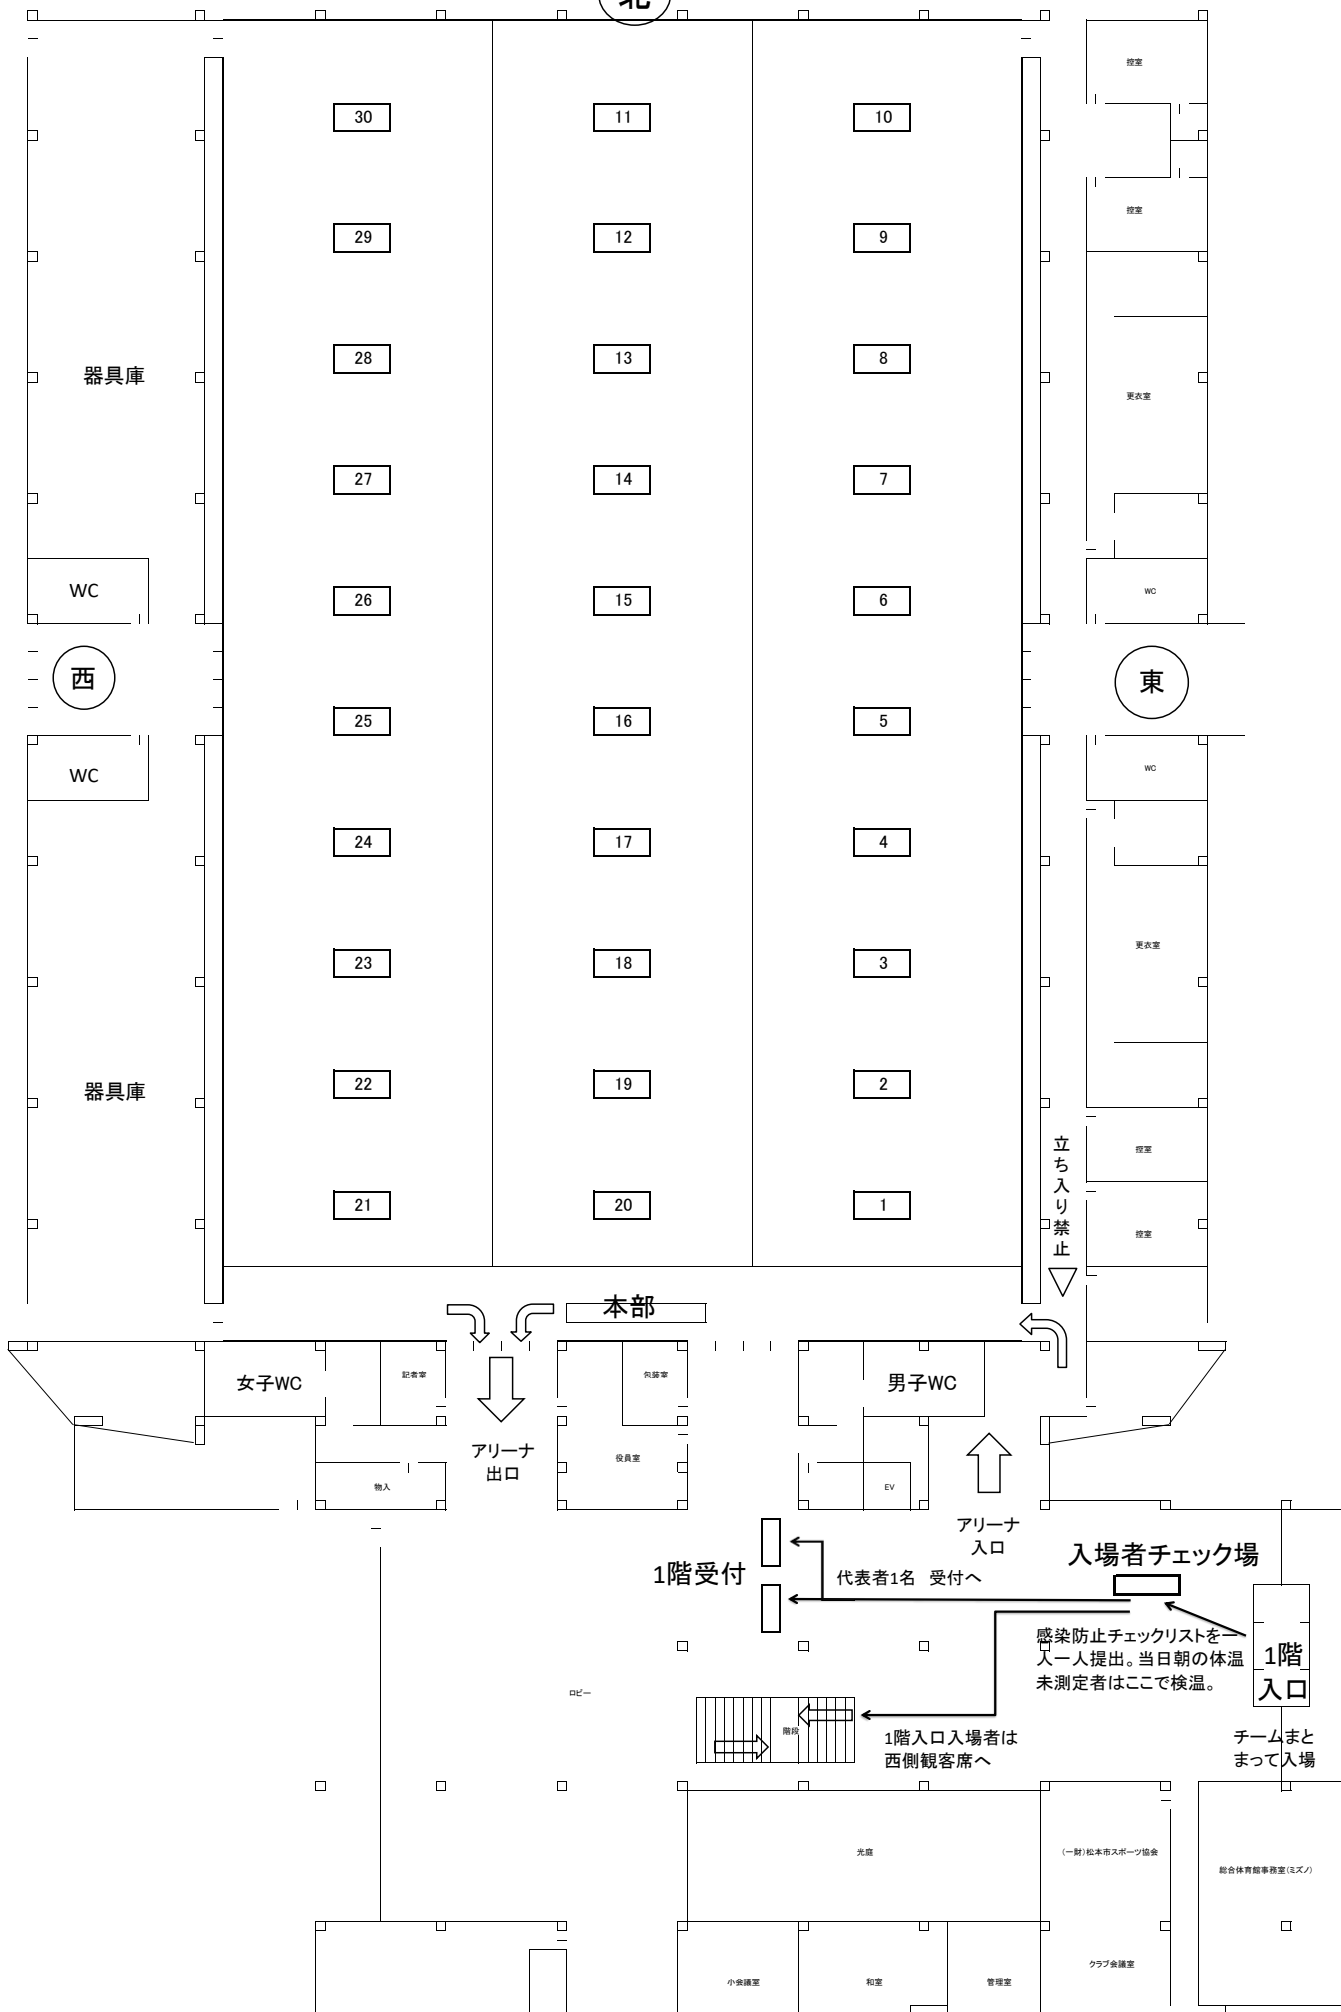 北
控室
30
11
10
控室
29
12
9
28
13
8
器具庫
更衣室
27
14
7
WC
26
15
6
WC
西
東
25
16
5
WC
WC
24
17
4
更衣室
23
18
3
器具庫
22
19
2
立ち入り禁止
控室
21
20
1
控室
本部
女子WC
記者室
包装室
男子WC
アリーナ
出口
役員室
物入
EV
アリーナ
入口
入場者チェック場
1階受付
代表者1名 受付へ
感染防止チェックリストを一
人一人提出。当日朝の体温
未測定者はここで検温。
1階
入口
ロビー
階段
1階入口入場者は
西側観客席へ
チームまと
まって入場
光庭
(一財)松本市スポーツ協会
総合体育館事務室(ミズノ)
小会議室
和室
管理室
クラブ会議室